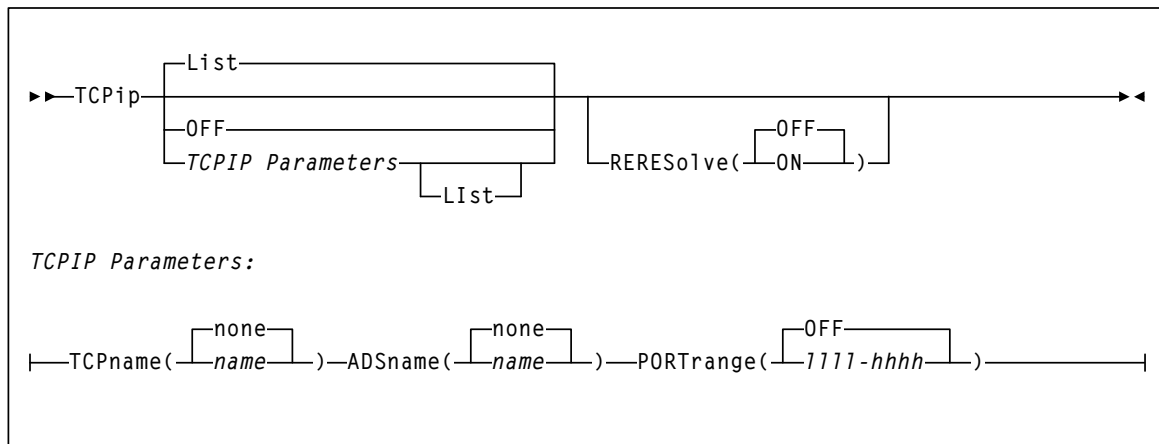 List
TCPip
OFF OFF
TCPIP Parameters RERESolve( ON )
LIst
TCPIP Parameters:
none none OFF
TCPname( name ) ADSname( name ) PORTrange( llll-hhhh )